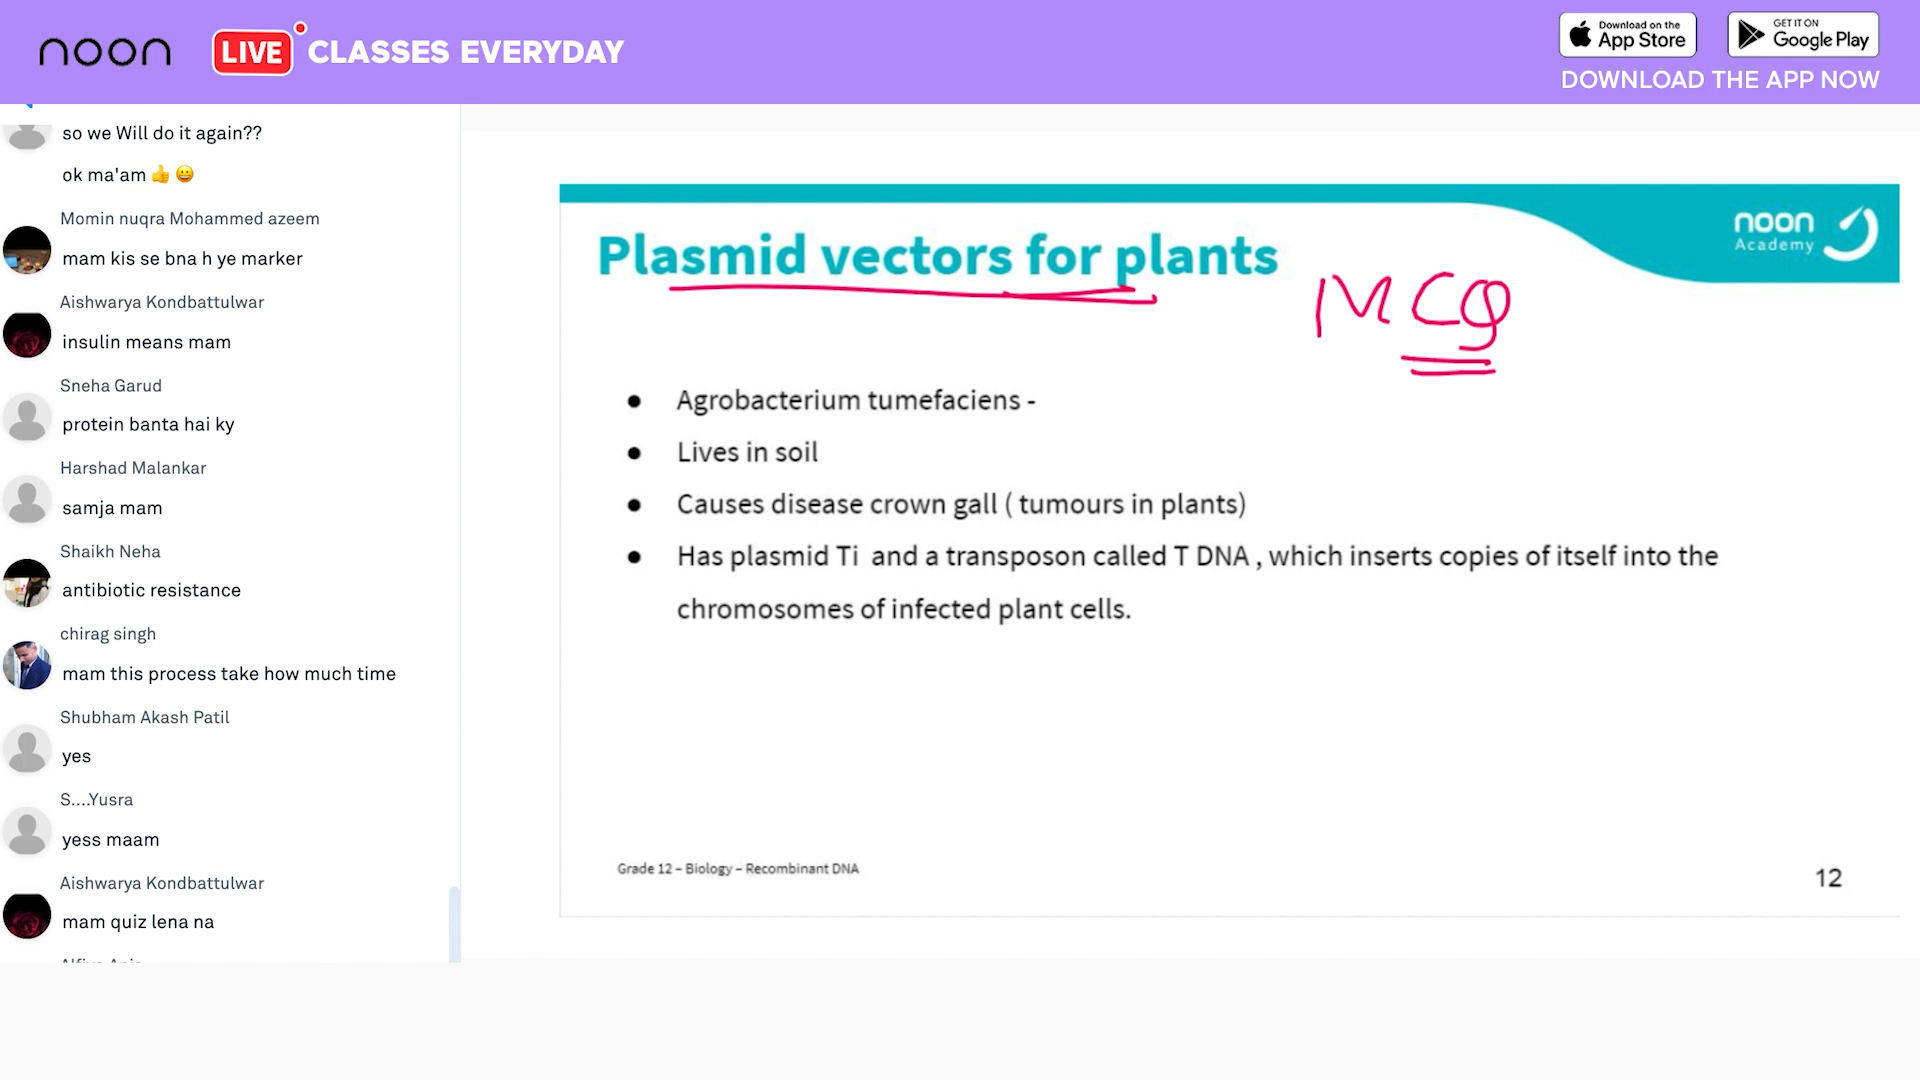 noon LIVE CLASSES EVERYDAY
Download on the App Store
GET IT ON Google Play
DOWNLOAD THE APP NOW
so we Will do it again??
ok ma'am 👍 😀
Momin nuqra Mohammed azeem
mam kis se bna h ye marker
Aishwarya Kondbattulwar
insulin means mam
Sneha Garud
protein banta hai ky
Harshad Malankar
samja mam
Shaikh Neha
antibiotic resistance
chirag singh
mam this process take how much time
Shubham Akash Patil
yes
S....Yusra
yess maam
Aishwarya Kondbattulwar
mam quiz lena na
noon
Academy
Plasmid vectors for plants
MCQ
● Agrobacterium tumefaciens -
● Lives in soil
● Causes disease crown gall ( tumours in plants)
● Has plasmid Ti and a transposon called T DNA , which inserts copies of itself into the
chromosomes of infected plant cells.
Grade 12 – Biology – Recombinant DNA
12